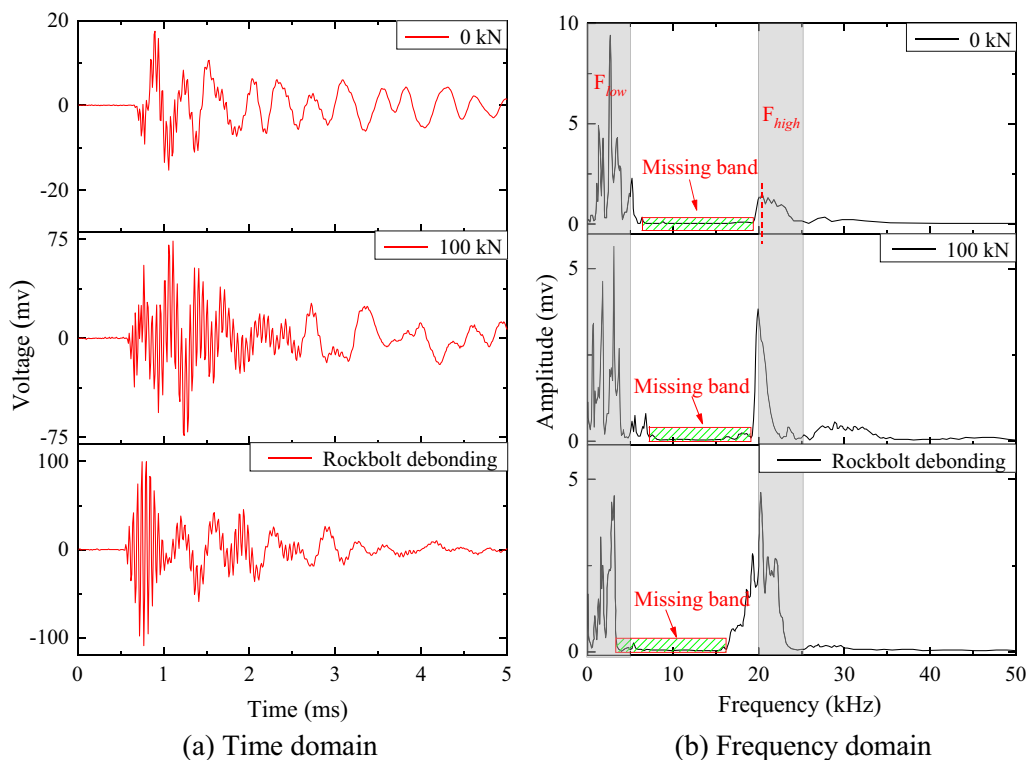 20
0
-20
0 kN
75
0
-75
100 kN
100
0
-100
Rockbolt debonding
Voltage (mv)
0
1
2
3
4
5
Time (ms)
(a) Time domain
10
5
0
0 kN
F_low
F_high
Missing band
5
0
100 kN
Missing band
5
0
Rockbolt debonding
Missing band
Amplitude (mv)
0
10
20
30
40
50
Frequency (kHz)
(b) Frequency domain